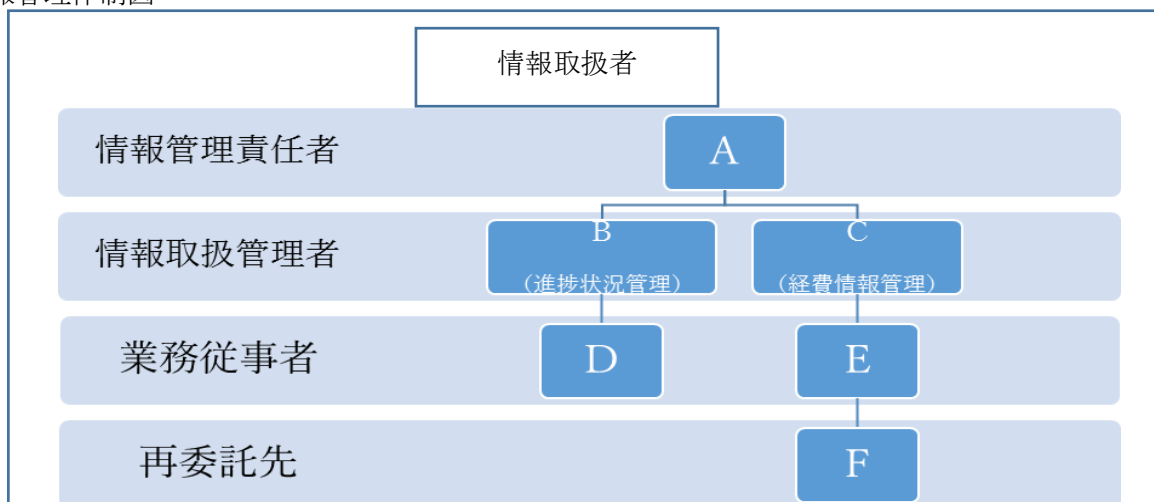 情報取扱者
情報管理責任者
A
情報取扱管理者
B
(進捗状況管理)
C
(経費情報管理)
業務従事者
D
E
再委託先
F